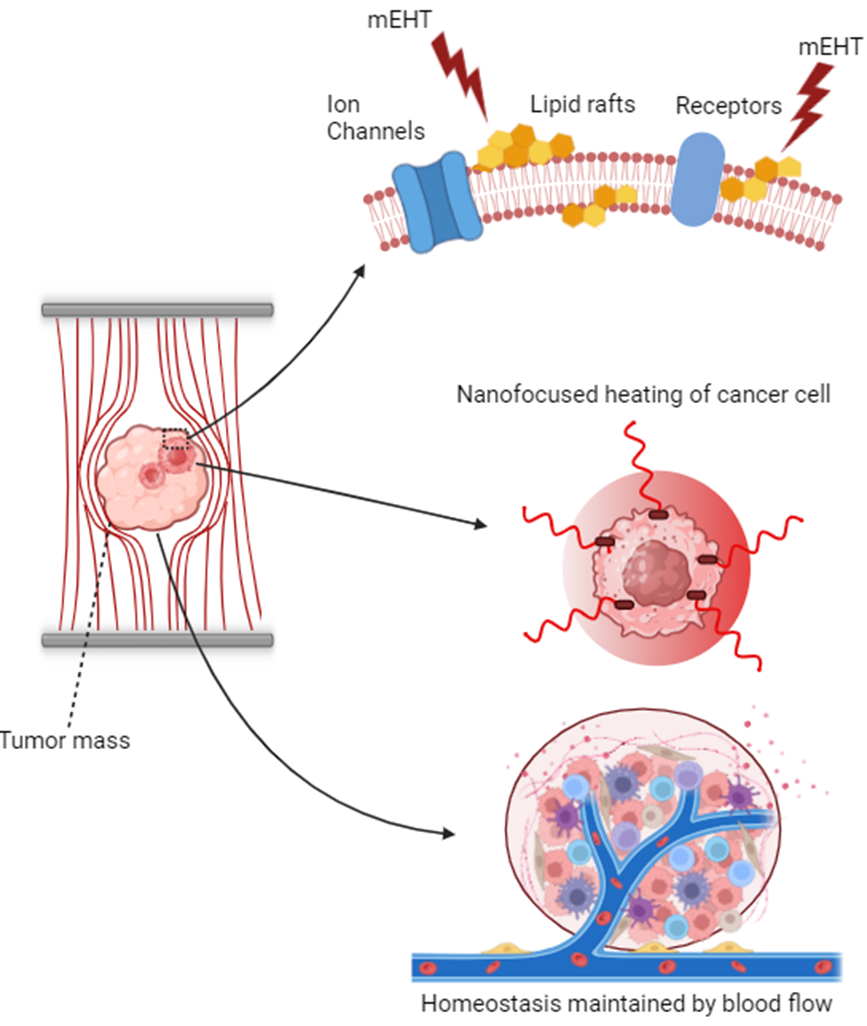 mEHT
mEHT
Ion
Channels
Lipid rafts
Receptors
Nanofocused heating of cancer cell
Tumor mass
Homeostasis maintained by blood flow